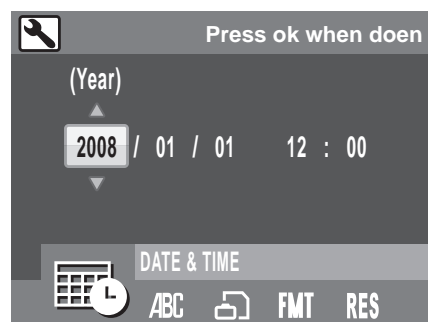 Press ok when doen
(Year)
2008 / 01 / 01 12 : 00
DATE & TIME
ABC FMT RES